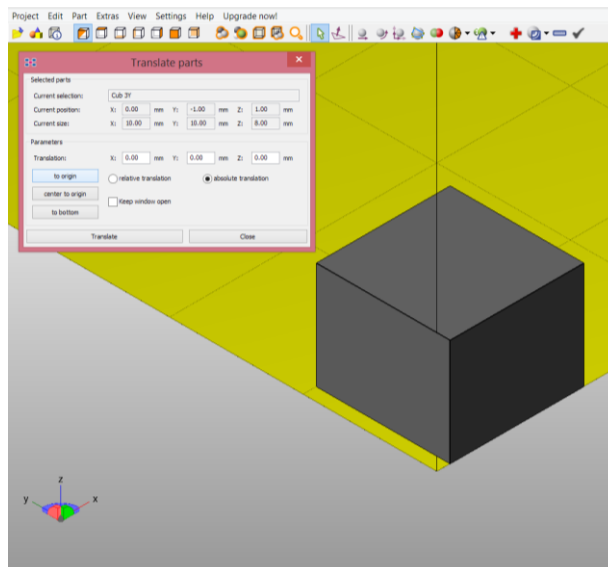 Project Edit Part Extras View Settings Help Upgrade now!
Translate parts
Selected parts
Current selection: Cub 3Y
Current position: X: 0.00 mm Y: -1.00 mm Z: 1.00 mm
Current size: X: 10.00 mm Y: 10.00 mm Z: 8.00 mm
Parameters
Translation: X: 0.00 mm Y: 0.00 mm Z: 0.00 mm
to origin relative translation absolute translation
center to origin
Keep window open
to bottom
Translate Close
z
y x